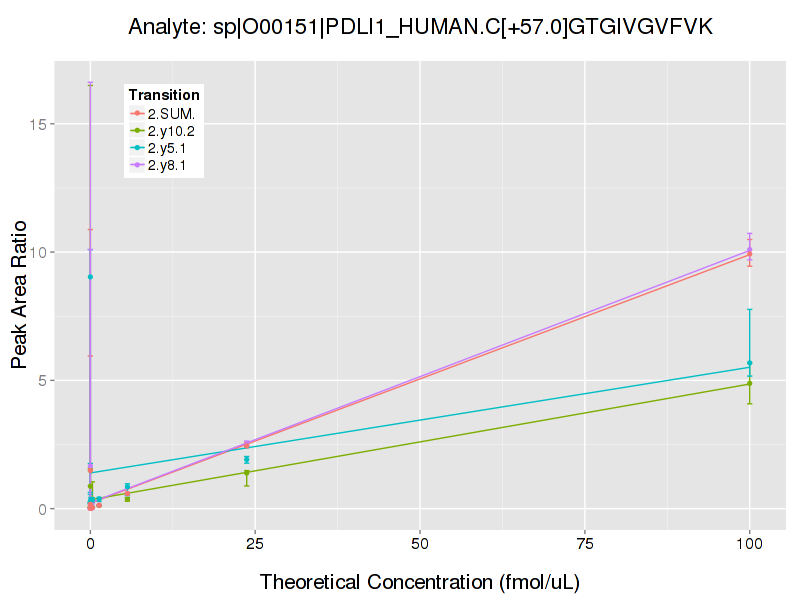 Analyte: sp|O00151|PDLI1_HUMAN.C[+57.0]GTGIVGVFVK
Transition
2.SUM.
2.y10.2
2.y5.1
2.y8.1
15
10
5
0
Peak Area Ratio
0 25 50 75 100
Theoretical Concentration (fmol/uL)